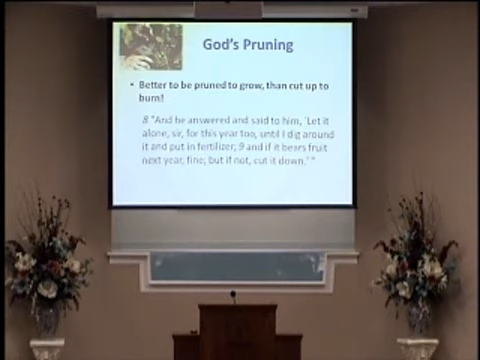 God's Pruning
• Better to be pruned to grow, than cut up to
burn!
8 "And he answered and said to him, 'Let it
alone, sir, for this year too, until I dig around
it and put in fertilizer; 9 and if it bears fruit
next year, fine; but if not, cut it down.' "